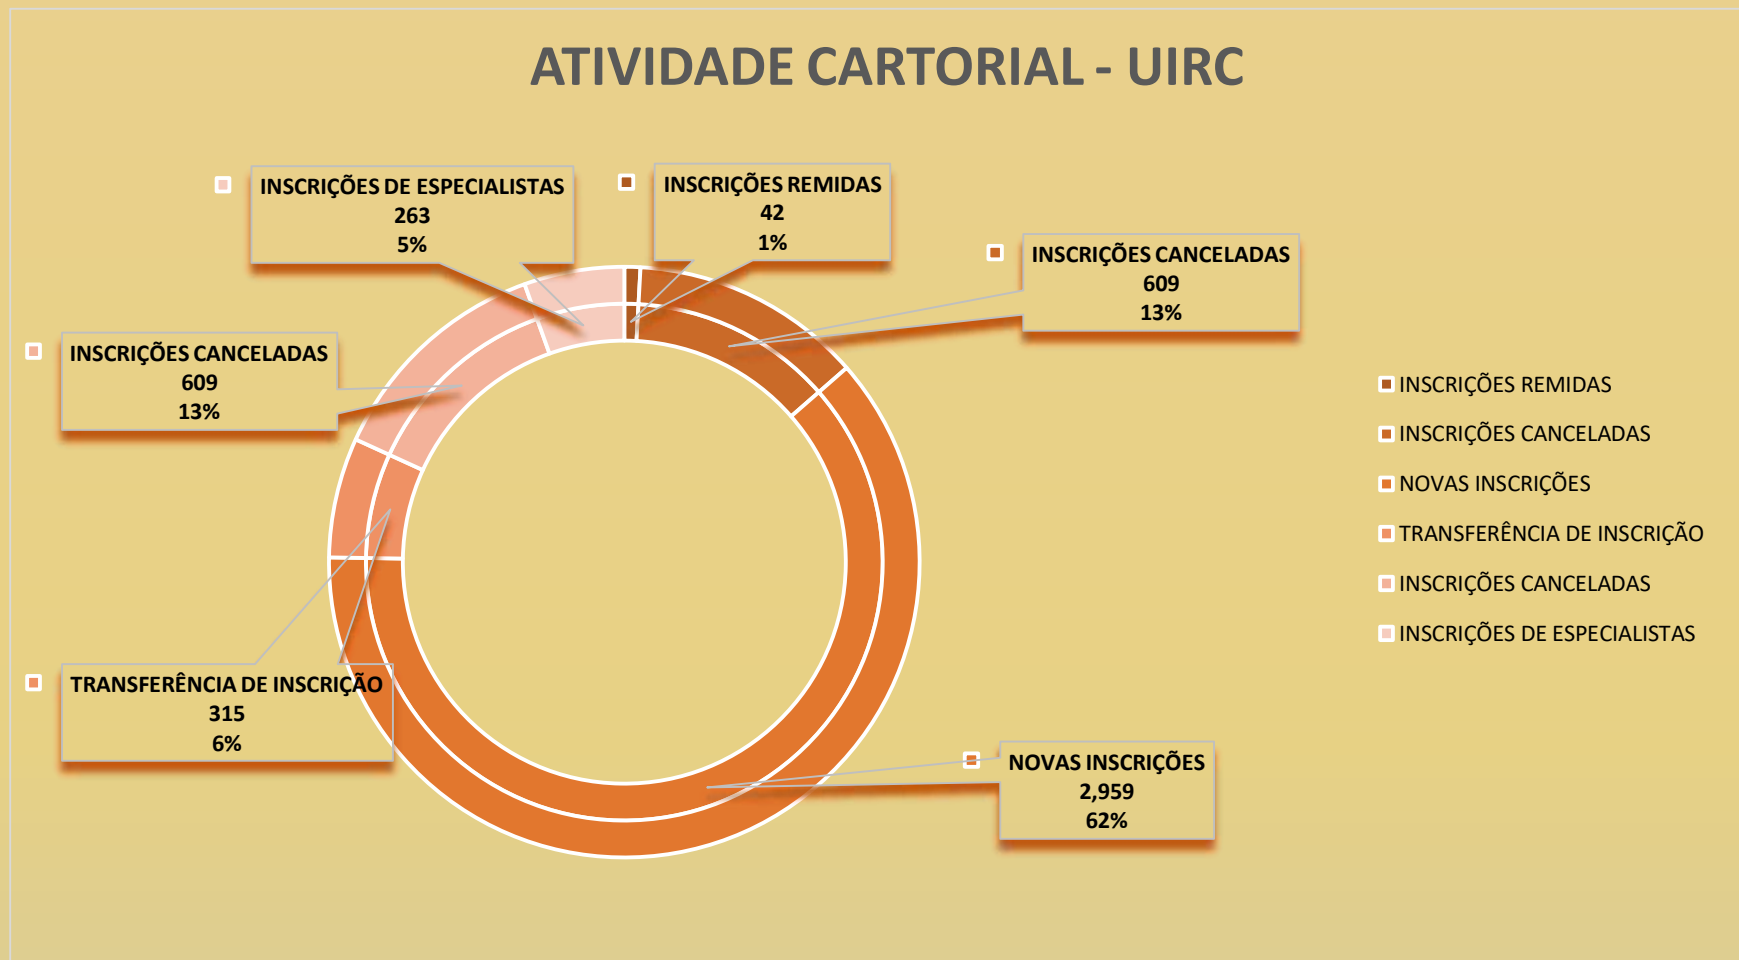 ATIVIDADE CARTORIAL - UIRC
INSCRIÇÕES DE ESPECIALISTAS
263
5%
INSCRIÇÕES REMIDAS
42
1%
INSCRIÇÕES CANCELADAS
609
13%
INSCRIÇÕES CANCELADAS
609
13%
TRANSFERÊNCIA DE INSCRIÇÃO
315
6%
NOVAS INSCRIÇÕES
2,959
62%
INSCRIÇÕES REMIDAS
INSCRIÇÕES CANCELADAS
NOVAS INSCRIÇÕES
TRANSFERÊNCIA DE INSCRIÇÃO
INSCRIÇÕES CANCELADAS
INSCRIÇÕES DE ESPECIALISTAS